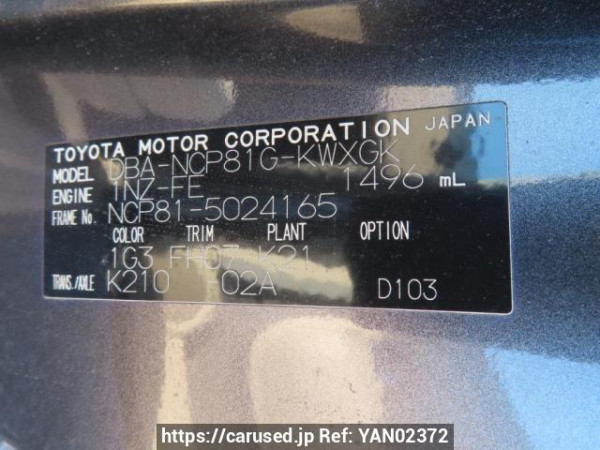 TOYOTA MOTOR CORPORATION JAPAN
MODEL DBA-NCP81G-KWXGK
ENGINE 1NZ-FE 1496 mL
FRAME No. NCP81-5024165
COLOR TRIM PLANT OPTION
1G3 FH07 K21
TRANS./AXLE K210 -02A D103
https://carused.jp Ref: YAN02372